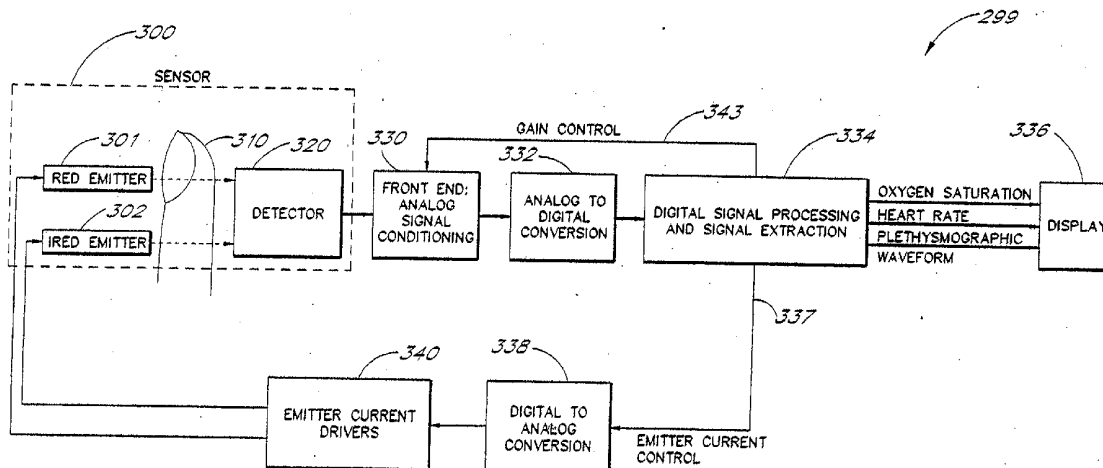 299
300
SENSOR
301
310
320
330
GAIN CONTROL
343
332
334
336
RED EMITTER
302
IRED EMITTER
DETECTOR
FRONT END:
ANALOG
SIGNAL
CONDITIONING
ANALOG TO
DIGITAL
CONVERSION
DIGITAL SIGNAL PROCESSING
AND SIGNAL EXTRACTION
OXYGEN SATURATION
HEART RATE
PLETHYSMOGRAPHIC
WAVEFORM
DISPLAY
337
340
338
EMITTER CURRENT
DRIVERS
DIGITAL TO
ANALOG
CONVERSION
EMITTER CURRENT
CONTROL